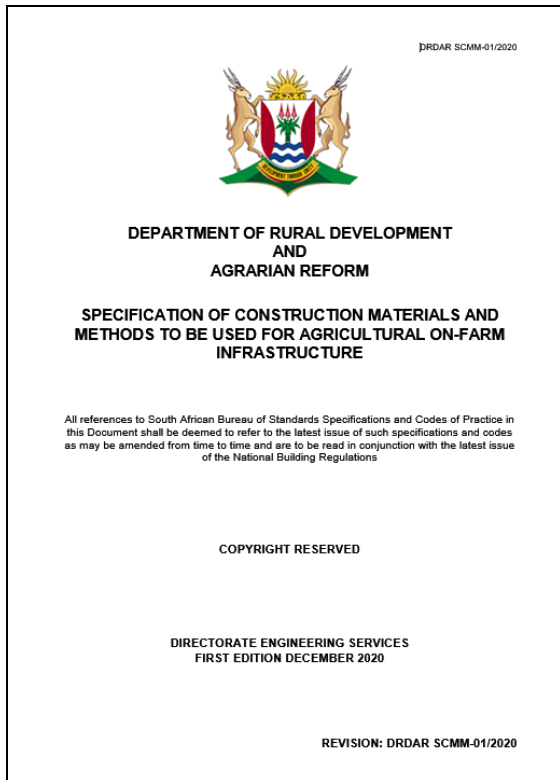 DRDAR SCMM-01/2020
DEVELOPMENT THROUGH UNITY
DEPARTMENT OF RURAL DEVELOPMENT
AND
AGRARIAN REFORM
SPECIFICATION OF CONSTRUCTION MATERIALS AND
METHODS TO BE USED FOR AGRICULTURAL ON-FARM
INFRASTRUCTURE
All references to South African Bureau of Standards Specifications and Codes of Practice in
this Document shall be deemed to refer to the latest issue of such specifications and codes
as may be amended from time to time and are to be read in conjunction with the latest issue
of the National Building Regulations
COPYRIGHT RESERVED
DIRECTORATE ENGINEERING SERVICES
FIRST EDITION DECEMBER 2020
REVISION: DRDAR SCMM-01/2020